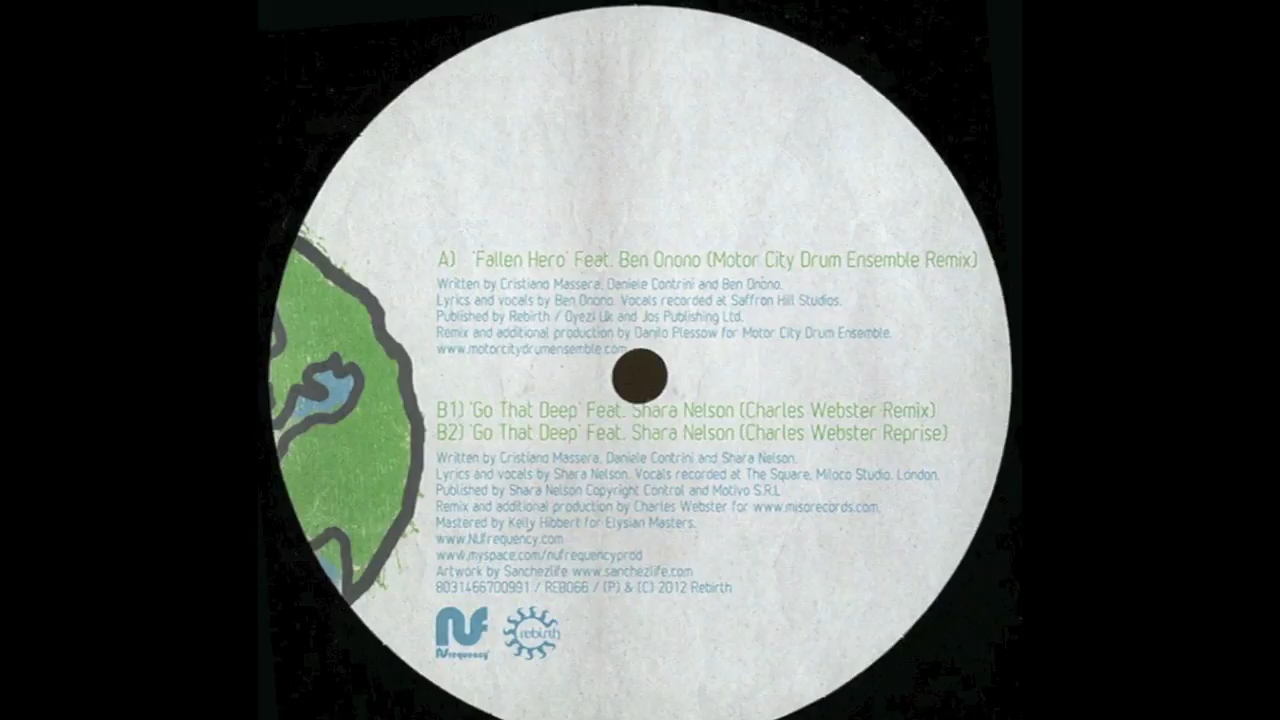 A) 'Fallen Hero' Feat. Ben Onono (Motor City Drum Ensemble Remix)
Written by Cristiano Massera, Daniele Contrini and Ben Onono.
Lyrics and vocals by Ben Onono. Vocals recorded at Saffron Hill Studios.
Published by Rebirth / Oyezi Uk and Jos Publishing Ltd.
Remix and additional production by Danilo Plessow for Motor City Drum Ensemble.
www.motorcitydrumensemble.com
B1) 'Go That Deep' Feat. Shara Nelson (Charles Webster Remix)
B2) 'Go That Deep' Feat. Shara Nelson (Charles Webster Reprise)
Written by Cristiano Massera, Daniele Contrini and Shara Nelson.
Lyrics and vocals by Shara Nelson. Vocals recorded at The Square, Miloco Studio. London.
Published by Shara Nelson Copyright Control and Motivo S.R.L
Remix and additional production by Charles Webster for www.misorecords.com.
Mastered by Kelly Hibbert for Elysian Masters.
www.NUfrequency.com
www.myspace.com/nufrequencyprod
Artwork by Sanchezlife www.sanchezlife.com
8031466700991 / REB066 / (P) & (C) 2012 Rebirth
NF rebirth
NUfrequency